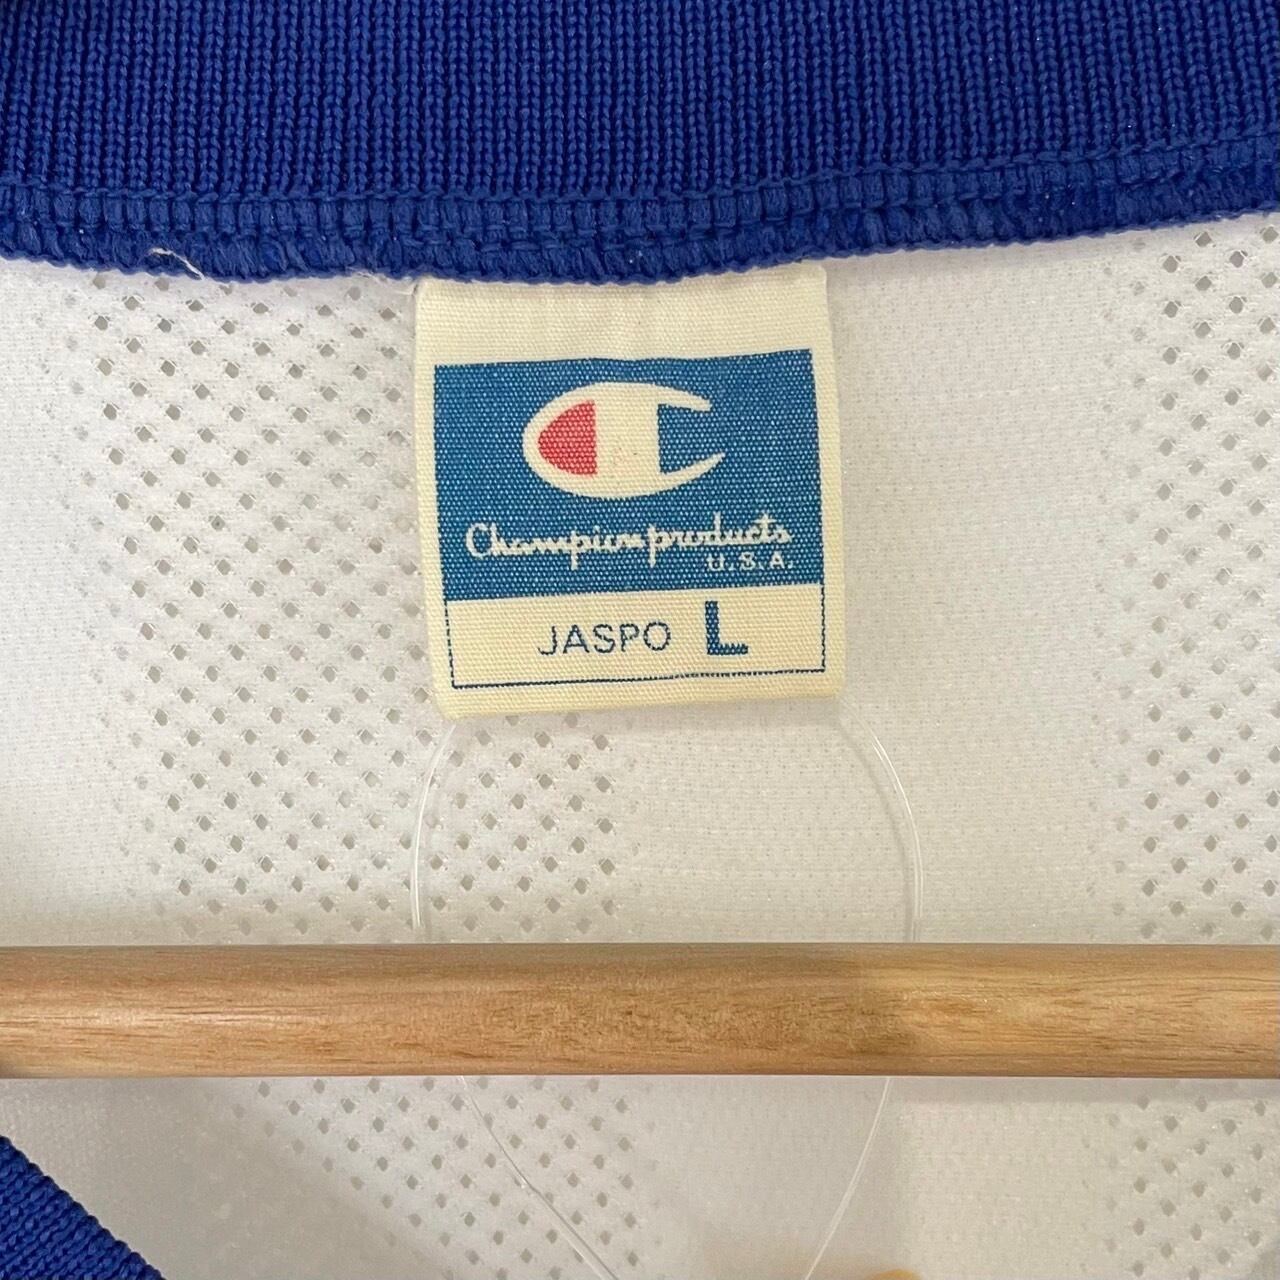 Champion products
U.S.A.
JASPO L